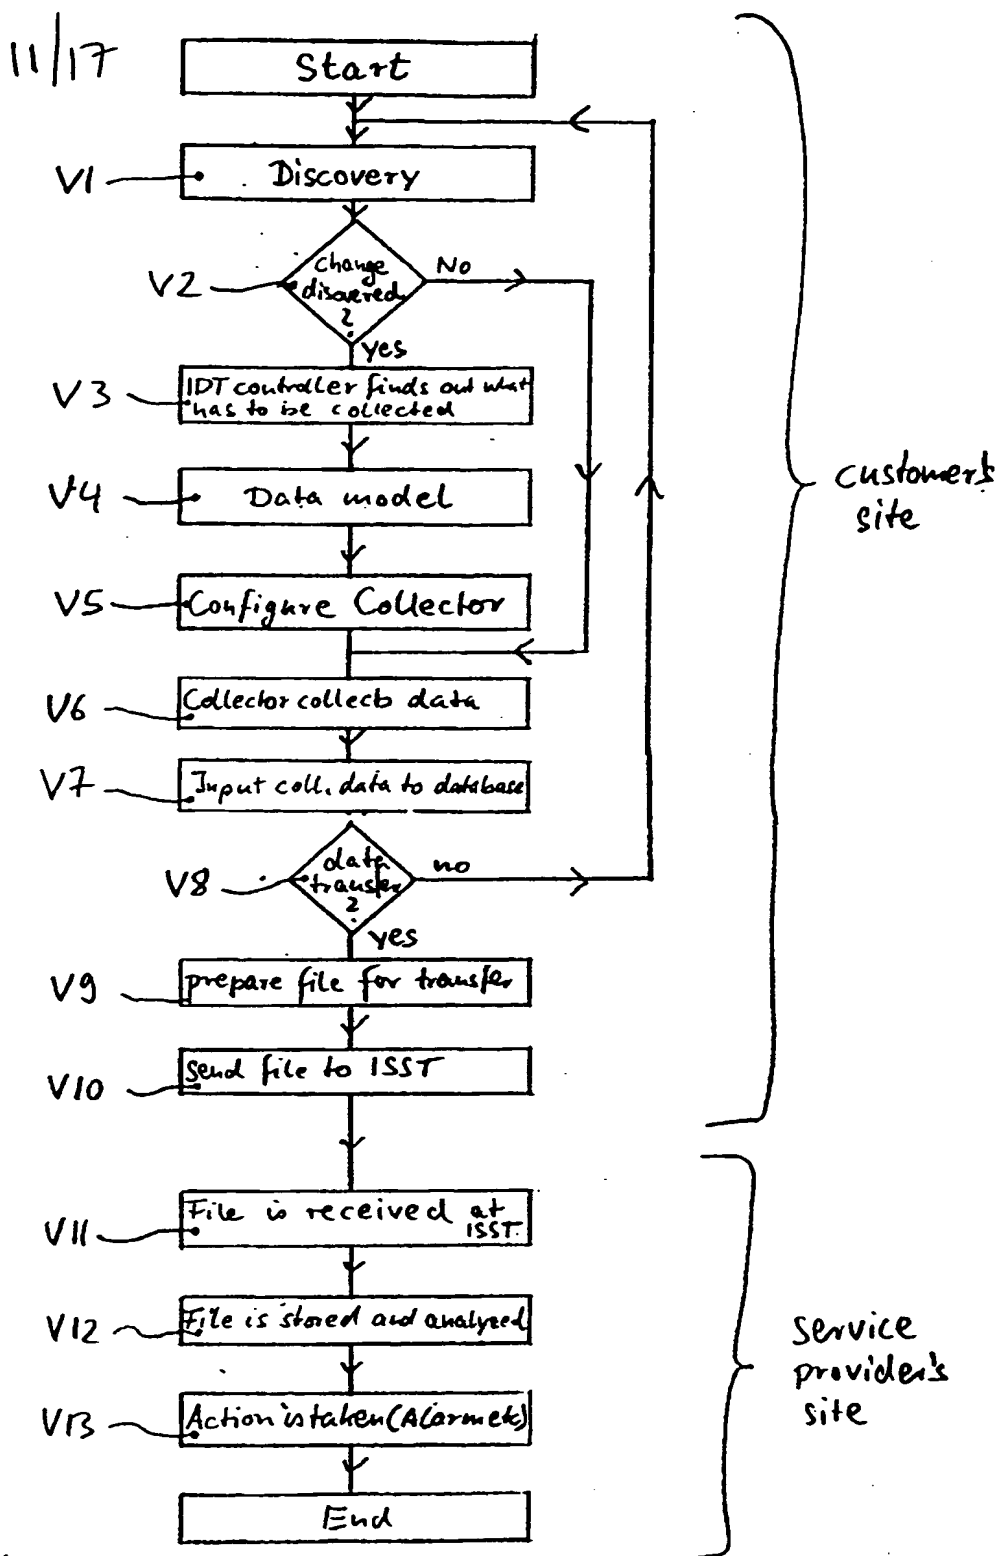 11/17
Start
V1
Discovery
V2
change
discovered
?
No
yes
V3
IDT controller finds out what
has to be collected
V4
Data model
customer's
site
V5
Configure Collector
V6
Collector collects data
V7
Input coll. data to database
V8
data
transfer
?
no
yes
V9
prepare file for transfer
V10
send file to ISST
V11
File is received at
ISST.
V12
File is stored and analyzed
service
provider's
site
V13
Action is taken (Alarm etc)
End